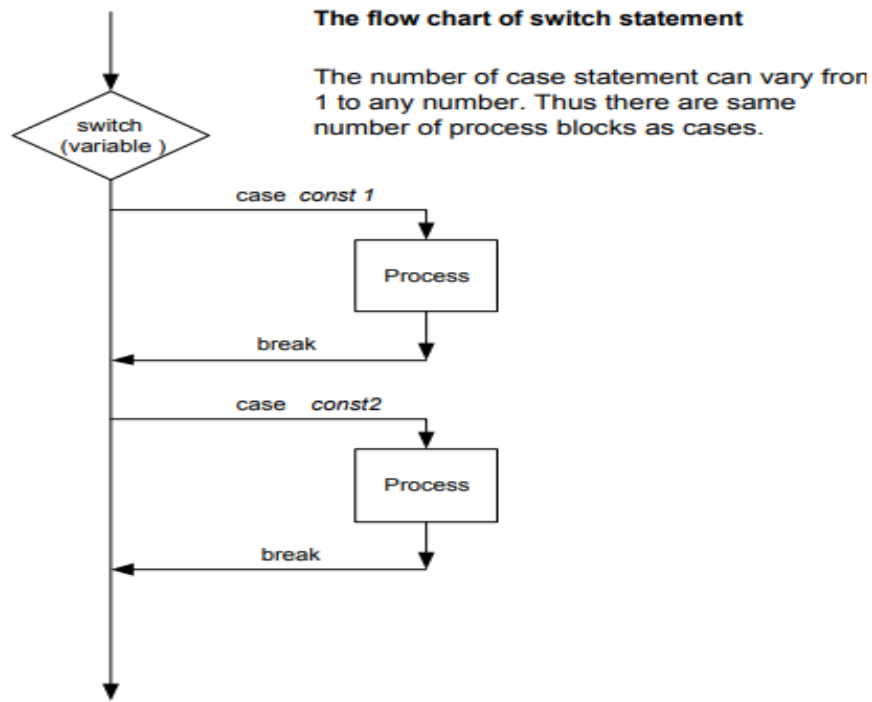 The flow chart of switch statement
The number of case statement can vary from
1 to any number. Thus there are same
number of process blocks as cases.
switch
(variable )
case const 1
Process
break
case const2
Process
break